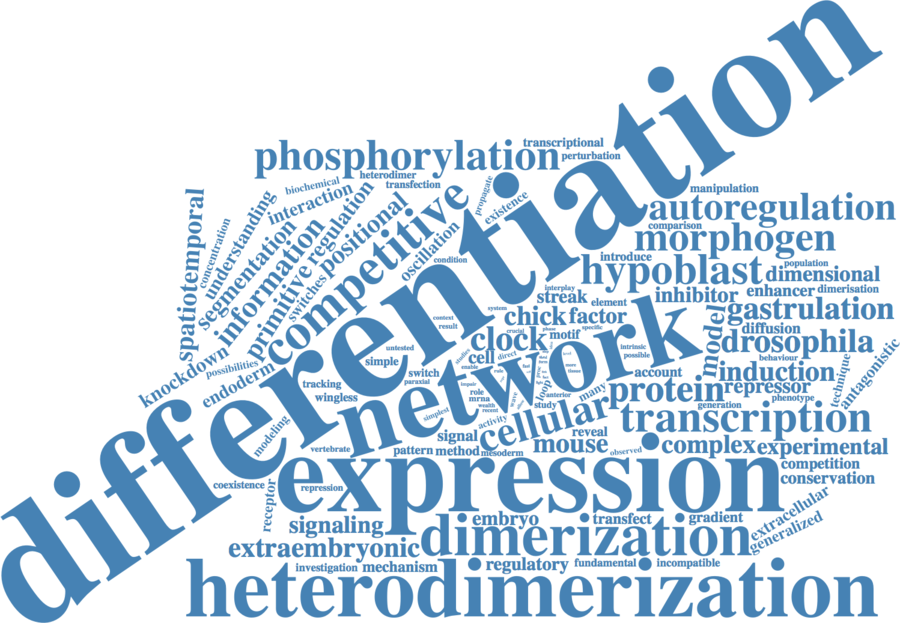 differentiation
transcriptional
phosphorylation
perturbation
heterodimer
biochemical
transfection
propagate
manipulation
spatiotemporal
concentration
understanding
interaction
regulation
positional
competitive
existence
autoregulation
segmentation
information
primitive
switches
oscillation
condition
comparison
morphogen
introduce
hypoblast
population
dimensional
interplay
streak
element
inhibitor
enhancer
dimerisation
system
chick
factor
gastrulation
context
result
crucial
phase
specific
clock
motif
network
model
diffusion
drosophila
knockdown
possibilities
endoderm
untested
simple
studies
cell
direct
enable
intrinsic
possible
behaviour
technique
antagonistic
switch
paraxial
account
induction
tracking
wingless
impair
role
mrna
wealth
recent
rule
fuel
loop
wave
anterior
level
tissue
many
protein
repressor
phenotype
simplest
activity
study
generation
cellular
transcription
modeling
signal
reveal
vertebrate
pattern
method
mesoderm
mouse
observed
complex
experimental
expression
competition
conservation
coexistence
receptor
repression
signaling
embryo
transfect
gradient
extracellular
generalized
extraembryonic
dimerization
investigation
mechanism
regulatory
fundamental
incompatible
heterodimerization